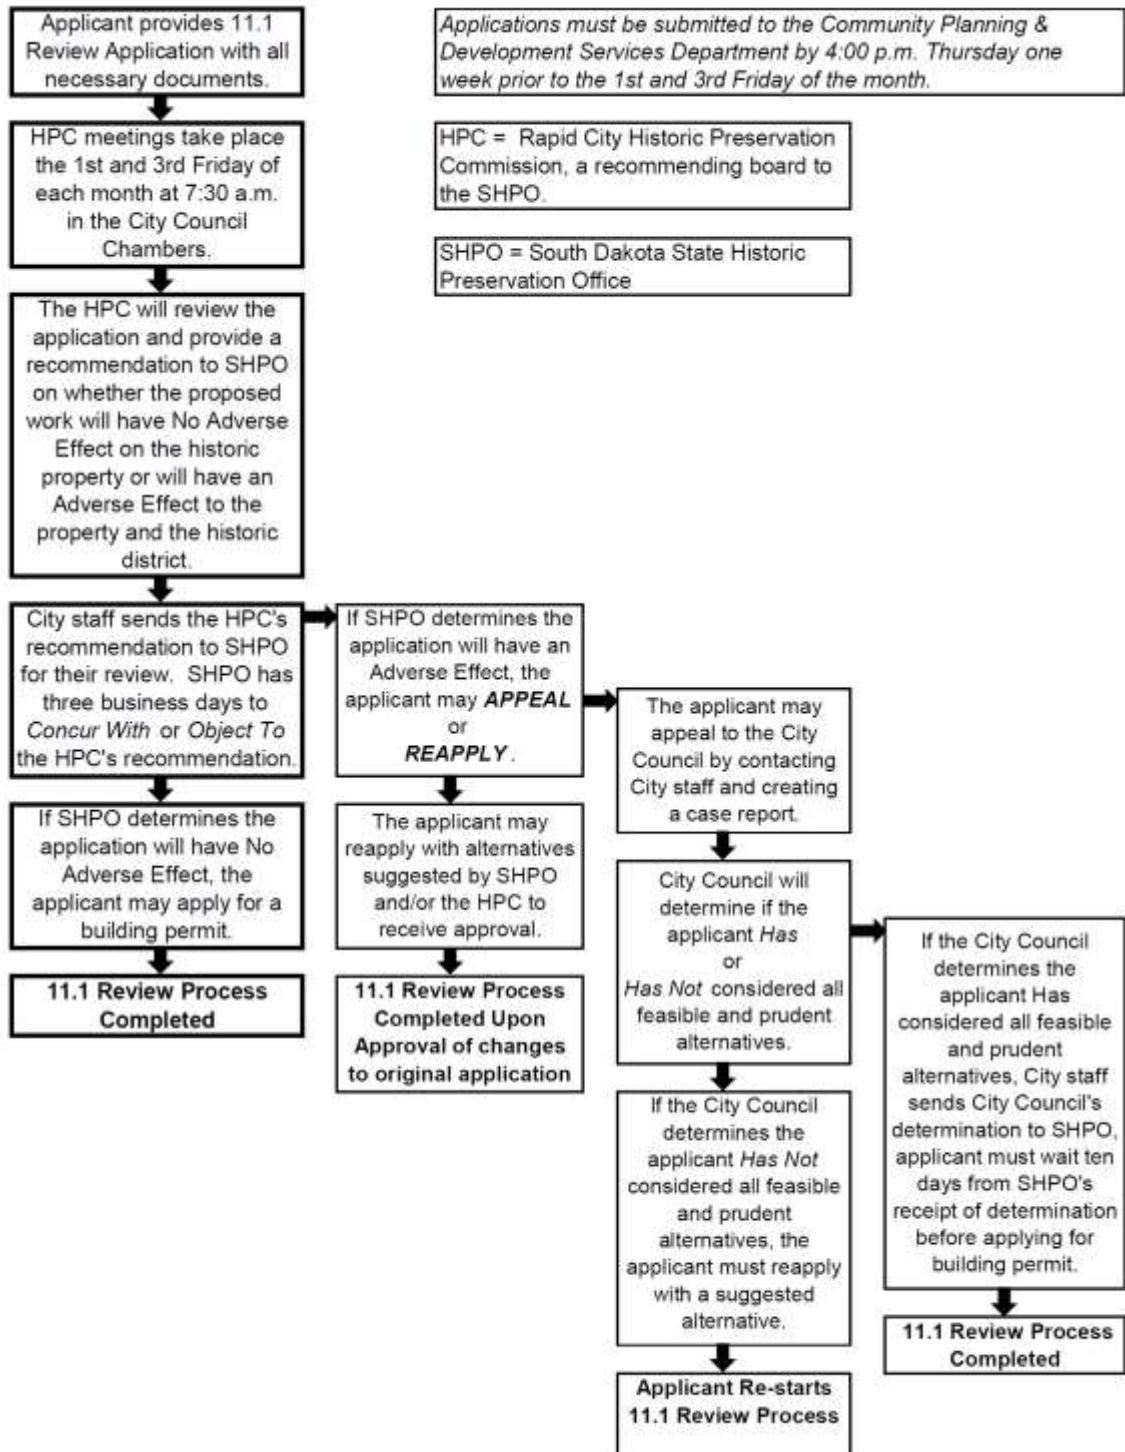 Applicant provides 11.1
Review Application with all
necessary documents.
Applications must be submitted to the Community Planning &
Development Services Department by 4:00 p.m. Thursday one
week prior to the 1st and 3rd Friday of the month.
HPC meetings take place
the 1st and 3rd Friday of
each month at 7:30 a.m.
in the City Council
Chambers.
HPC = Rapid City Historic Preservation
Commission, a recommending board to
the SHPO.
SHPO = South Dakota State Historic
Preservation Office
The HPC will review the
application and provide a
recommendation to SHPO
on whether the proposed
work will have No Adverse
Effect on the historic
property or will have an
Adverse Effect to the
property and the historic
district.
City staff sends the HPC's
recommendation to SHPO
for their review. SHPO has
three business days to
Concur With or Object To
the HPC's recommendation.
If SHPO determines the
application will have No
Adverse Effect, the
applicant may apply for a
building permit.
11.1 Review Process
Completed
If SHPO determines the
application will have an
Adverse Effect, the
applicant may APPEAL
or
REAPPLY.
The applicant may
reapply with alternatives
suggested by SHPO
and/or the HPC to
receive approval.
11.1 Review Process
Completed Upon
Approval of changes
to original application
The applicant may
appeal to the City
Council by contacting
City staff and creating
a case report.
City Council will
determine if the
applicant Has
or
Has Not considered all
feasible and prudent
alternatives.
If the City Council
determines the
applicant Has Not
considered all feasible
and prudent
alternatives, the
applicant must reapply
with a suggested
alternative.
Applicant Re-starts
11.1 Review Process
If the City Council
determines the
applicant Has
considered all feasible
and prudent
alternatives, City staff
sends City Council's
determination to SHPO,
applicant must wait ten
days from SHPO's
receipt of determination
before applying for
building permit.
11.1 Review Process
Completed